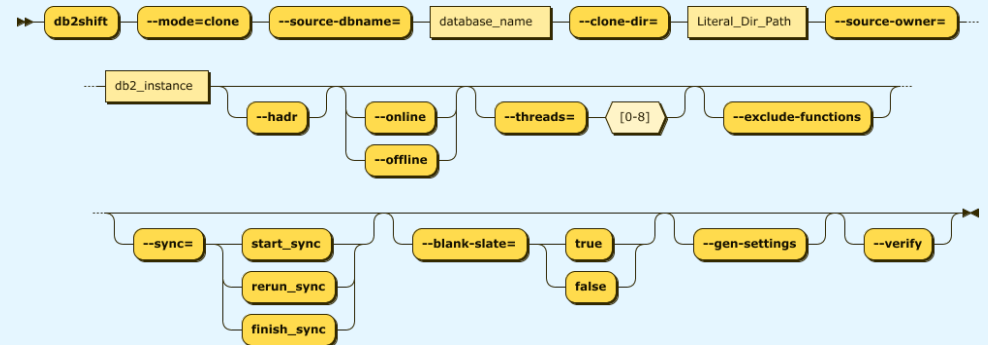 db2shift --mode=clone --source-dbname= database_name --clone-dir= Literal_Dir_Path --source-owner=
db2_instance
--hadr --online --threads= [0-8] --exclude-functions
--offline
--sync= start_sync --blank-slate= true --gen-settings --verify
rerun_sync false
finish_sync